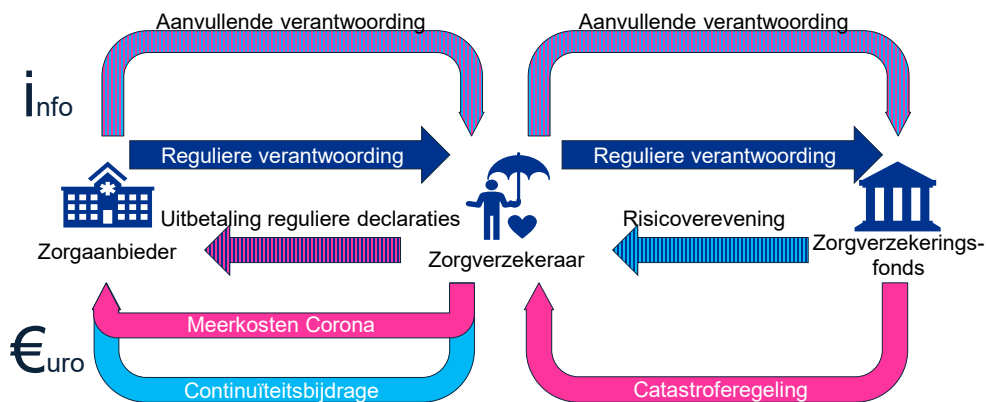 Aanvullende verantwoording
Aanvullende verantwoording
info
Reguliere verantwoording
Reguliere verantwoording
Uitbetaling reguliere declaraties
Risicoverevening
Zorgaanbieder
Zorgverzekeraar
Zorgverzekerings-
fonds
Meerkosten Corona
€uro
Continuïteitsbijdrage
Catastroferegeling